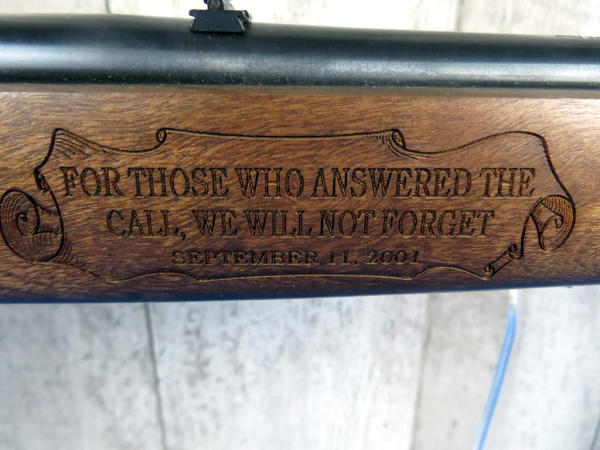 FOR THOSE WHO ANSWERED THE
CALL, WE WILL NOT FORGET
SEPTEMBER 11, 2001